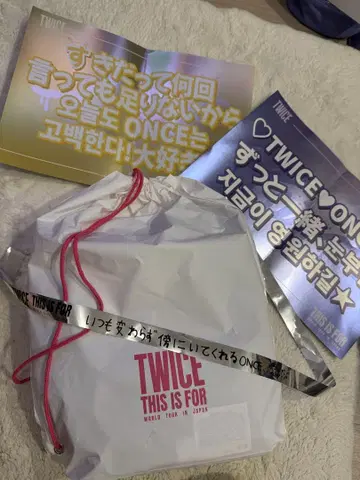 すきだって何回
言っても足りないから
오늘도 ONCE는
고백한다!大好き
TWICE
♡TWICE♥ON
ずっと一緒、눈부
지금이 영원하길★
THIS IS FOR
TWICE THIS IS FOR
いつも変わらず傍にいてくれるONCE
TWICE
THIS IS FOR
WORLD TOUR IN JAPAN